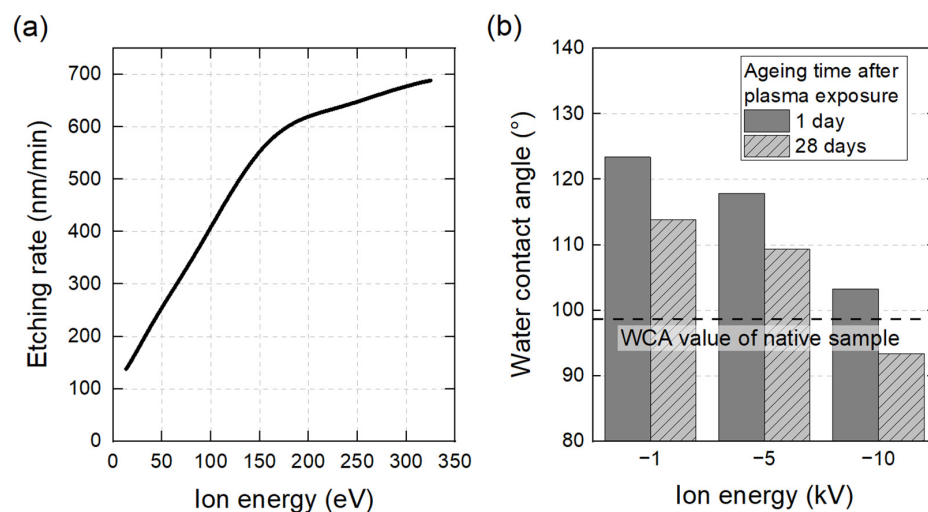 (a)
700
600
500
400
300
200
100
0
Etching rate (nm/min)
0 50 100 150 200 250 300 350
Ion energy (eV)
(b)
140
130
120
110
100
90
80
Water contact angle (°)
Ageing time after
plasma exposure
1 day
28 days
WCA value of native sample
−1 −5 −10
Ion energy (kV)